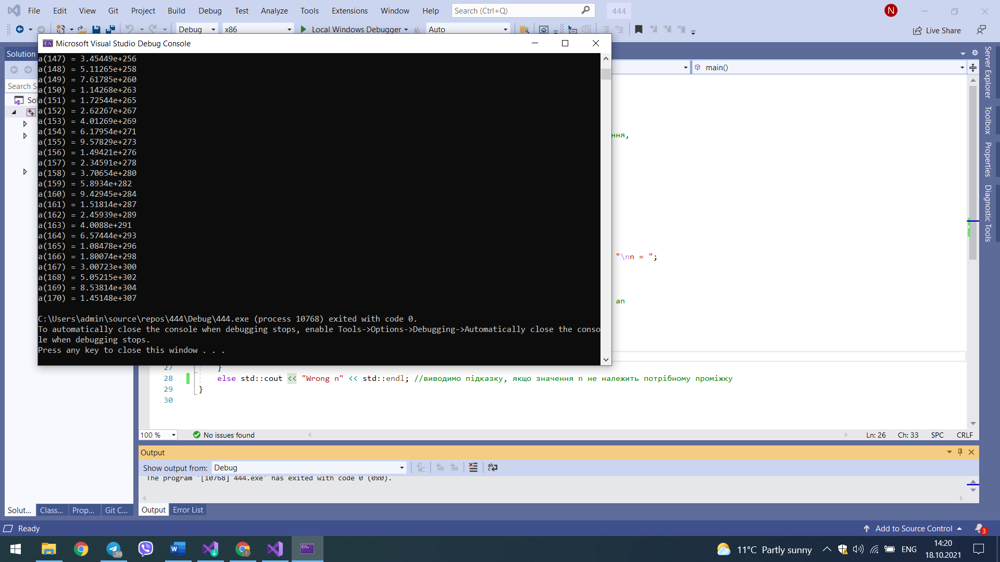 File Edit View Git Project Build Debug Test Analyze Tools Extensions Window Help Search (Ctrl+Q) 444 N
Debug x86 Local Windows Debugger Auto Live Share
Microsoft Visual Studio Debug Console
Solution
Search S
a(147) = 3.45449e+256
a(148) = 5.11265e+258
a(149) = 7.61785e+260
a(150) = 1.14268e+263
a(151) = 1.72544e+265
a(152) = 2.62267e+267
a(153) = 4.01269e+269
a(154) = 6.17954e+271
a(155) = 9.57829e+273
a(156) = 1.49421e+276
a(157) = 2.34591e+278
a(158) = 3.70654e+280
a(159) = 5.8934e+282
a(160) = 9.42945e+284
a(161) = 1.51814e+287
a(162) = 2.45939e+289
a(163) = 4.0088e+291
a(164) = 6.57444e+293
a(165) = 1.08478e+296
a(166) = 1.80074e+298
a(167) = 3.00723e+300
a(168) = 5.05215e+302
a(169) = 8.53814e+304
a(170) = 1.45148e+307
C:\Users\admin\source\repos\444\Debug\444.exe (process 10768) exited with code 0.
To automatically close the console when debugging stops, enable Tools->Options->Debugging->Automatically close the conso
le when debugging stops.
Press any key to close this window . . .
main()
ння,
"\nn = ";
an
27 }
28 else std::cout << "Wrong n" << std::endl; //виводимо підказку, якщо значення n не належить потрібному проміжку
29 }
30
100 % No issues found Ln: 26 Ch: 33 SPC CRLF
Server Explorer
Toolbox
Properties
Diagnostic Tools
Output
Show output from: Debug
The program '[10768] 444.exe' has exited with code 0 (0x0).
Solut... Class... Prop... Git C... Output Error List
Ready Add to Source Control 3
59 11°C Partly sunny ENG 14:20
18.10.2021